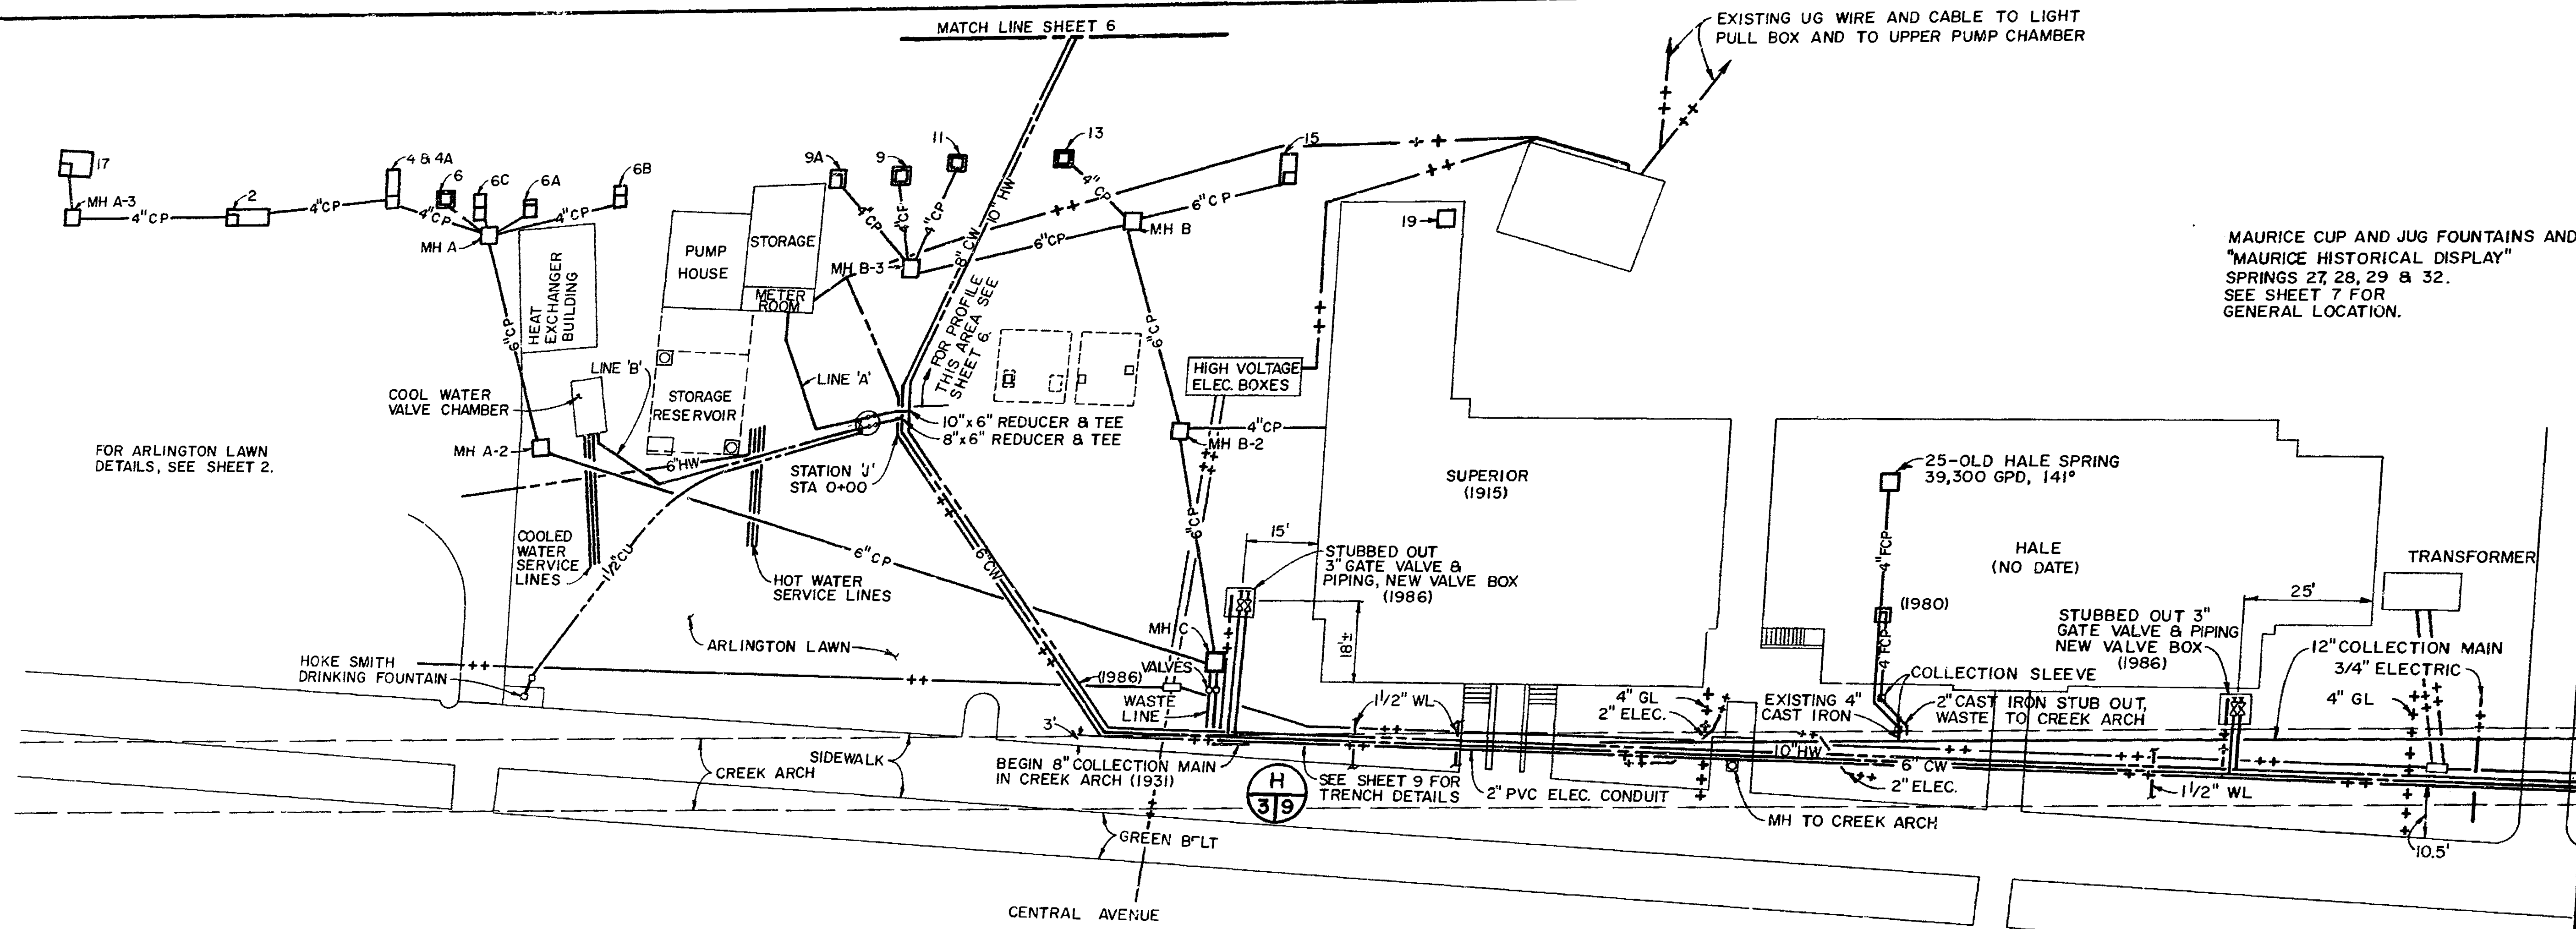 MATCH LINE SHEET 6
EXISTING UG WIRE AND CABLE TO LIGHT
PULL BOX AND TO UPPER PUMP CHAMBER
17
MH A-3
4"CP
2
4"CP
4 & 4A
6
4"CP
6C
6A
4"CP
6B
MH A
6"CP
HEAT
EXCHANGER
BUILDING
PUMP
HOUSE
STORAGE
METER
ROOM
9A
9
11
13
15
4"CP
4"CP
4"CP
MH B-3
8"CW
10"HW
6"CP
4"CP
6"CP
MH B
19
MAURICE CUP AND JUG FOUNTAINS AND
"MAURICE HISTORICAL DISPLAY"
SPRINGS 27, 28, 29 & 32.
SEE SHEET 7 FOR
GENERAL LOCATION.
FOR PROFILE
THIS AREA SEE
SHEET 6.
6"CP
HIGH VOLTAGE
ELEC. BOXES
LINE 'B'
LINE 'A'
COOL WATER
VALVE CHAMBER
STORAGE
RESERVOIR
10"x 6" REDUCER & TEE
8"x6" REDUCER & TEE
4"CP
MH B-2
FOR ARLINGTON LAWN
DETAILS, SEE SHEET 2.
MH A-2
6"HW
STATION 'J'
STA 0+00
SUPERIOR
(1915)
25-OLD HALE SPRING
39,300 GPD, 141°
COOLED
WATER
SERVICE
LINES
1 1/2"CU
HOT WATER
SERVICE LINES
6"CP
6"CW
6"CP
15'
STUBBED OUT
3" GATE VALVE &
PIPING, NEW VALVE BOX
(1986)
18'±
4"FCP
HALE
(NO DATE)
TRANSFORMER
(1980)
25'
STUBBED OUT 3"
GATE VALVE & PIPING
NEW VALVE BOX
(1986)
4"FCP
12" COLLECTION MAIN
3/4" ELECTRIC
4" GL
ARLINGTON LAWN
MH C
HOKE SMITH
DRINKING FOUNTAIN
VALVES
(1986)
WASTE
LINE
COLLECTION SLEEVE
1 1/2" WL
4" GL
2" ELEC.
EXISTING 4"
CAST IRON
2" CAST IRON STUB OUT,
WASTE TO CREEK ARCH
3'
SIDEWALK
CREEK ARCH
BEGIN 8" COLLECTION MAIN
IN CREEK ARCH (1931)
H
3 9
SEE SHEET 9 FOR
TRENCH DETAILS
2" PVC ELEC. CONDUIT
10"HW
6" CW
2" ELEC.
1 1/2" WL
MH TO CREEK ARCH
GREEN BELT
10.5'
CENTRAL AVENUE